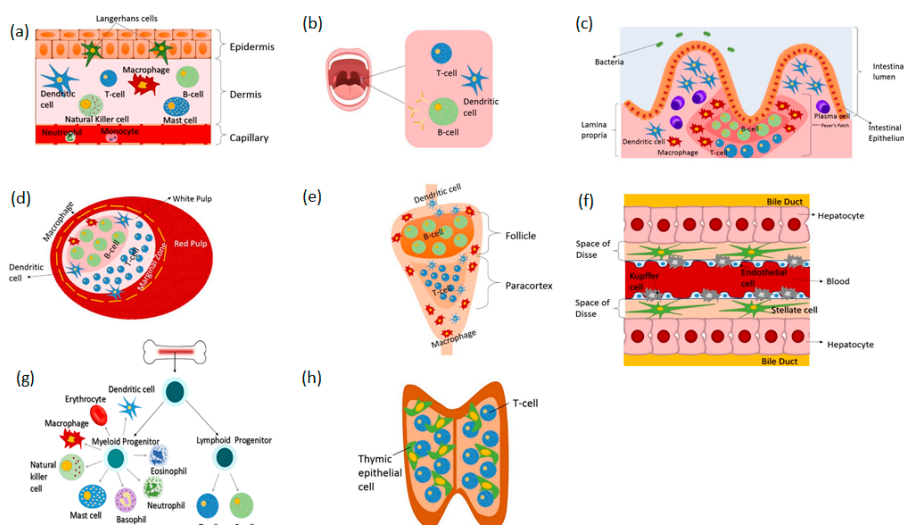 (a)
Langerhans cells
Epidermis
Macrophage
Dendritic
cell
T-cell
B-cell
Dermis
Natural Killer cell
Mast cell
Neutrophil
Monocyte
Capillary
(b)
T-cell
Dendritic
cell
B-cell
(c)
Bacteria
Intestinal
lumen
Lamina
propria
Plasma cell
B-cell
Peyer's Patch
Dendritic cell
Macrophage
T-cell
Intestinal
Epithelium
(d)
White Pulp
Macrophage
B-cell
T-cell
Red Pulp
Marginal Zone
Dendritic
cell
(e)
Dendritic cell
B-cell
Follicle
T-cell
Paracortex
Macrophage
(f)
Bile Duct
Hepatocyte
Space of
Disse
Kupffer
cell
Endothelial
cell
Blood
Space of
Disse
Stellate cell
Hepatocyte
Bile Duct
(g)
Dendritic cell
Erythrocyte
Macrophage
Myeloid Progenitor
Lymphoid Progenitor
Natural
killer
cell
Eosinophil
Neutrophil
Mast cell
Basophil
(h)
T-cell
Thymic
epithelial
cell